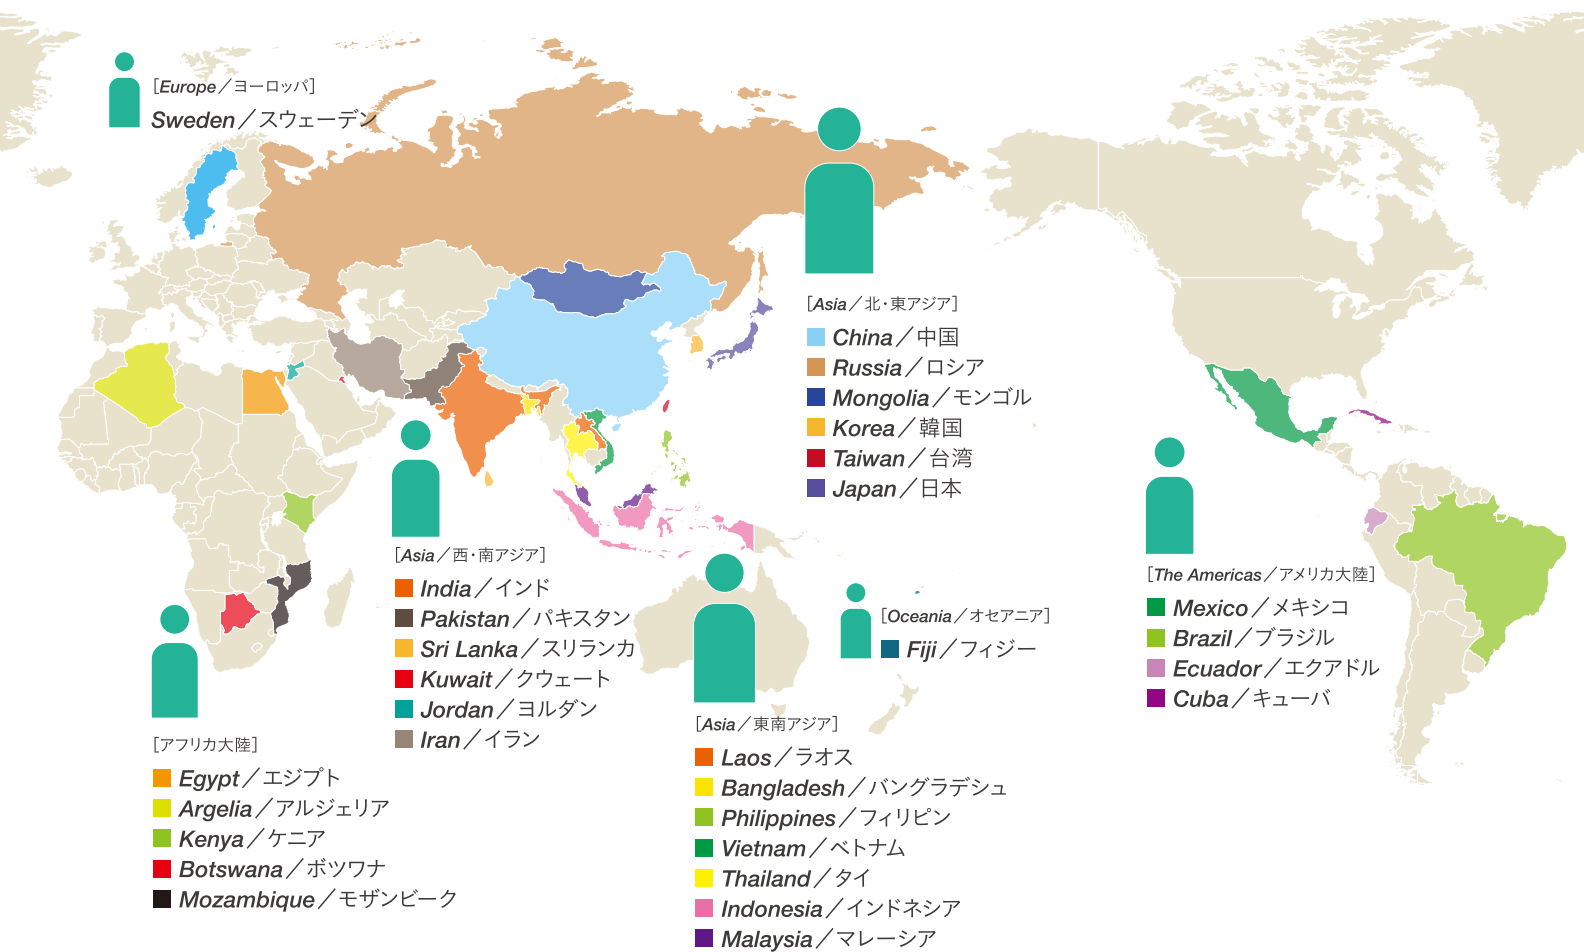 [Europe／ヨーロッパ]
Sweden／スウェーデン
[Asia／北・東アジア]
China／中国
Russia／ロシア
Mongolia／モンゴル
Korea／韓国
Taiwan／台湾
Japan／日本
[Asia／西・南アジア]
India／インド
Pakistan／パキスタン
Sri Lanka／スリランカ
Kuwait／クウェート
Jordan／ヨルダン
Iran／イラン
[Oceania／オセアニア]
Fiji／フィジー
[The Americas／アメリカ大陸]
Mexico／メキシコ
Brazil／ブラジル
Ecuador／エクアドル
Cuba／キューバ
[アフリカ大陸]
Egypt／エジプト
Argelia／アルジェリア
Kenya／ケニア
Botswana／ボツワナ
Mozambique／モザンビーク
[Asia／東南アジア]
Laos／ラオス
Bangladesh／バングラデシュ
Philippines／フィリピン
Vietnam／ベトナム
Thailand／タイ
Indonesia／インドネシア
Malaysia／マレーシア